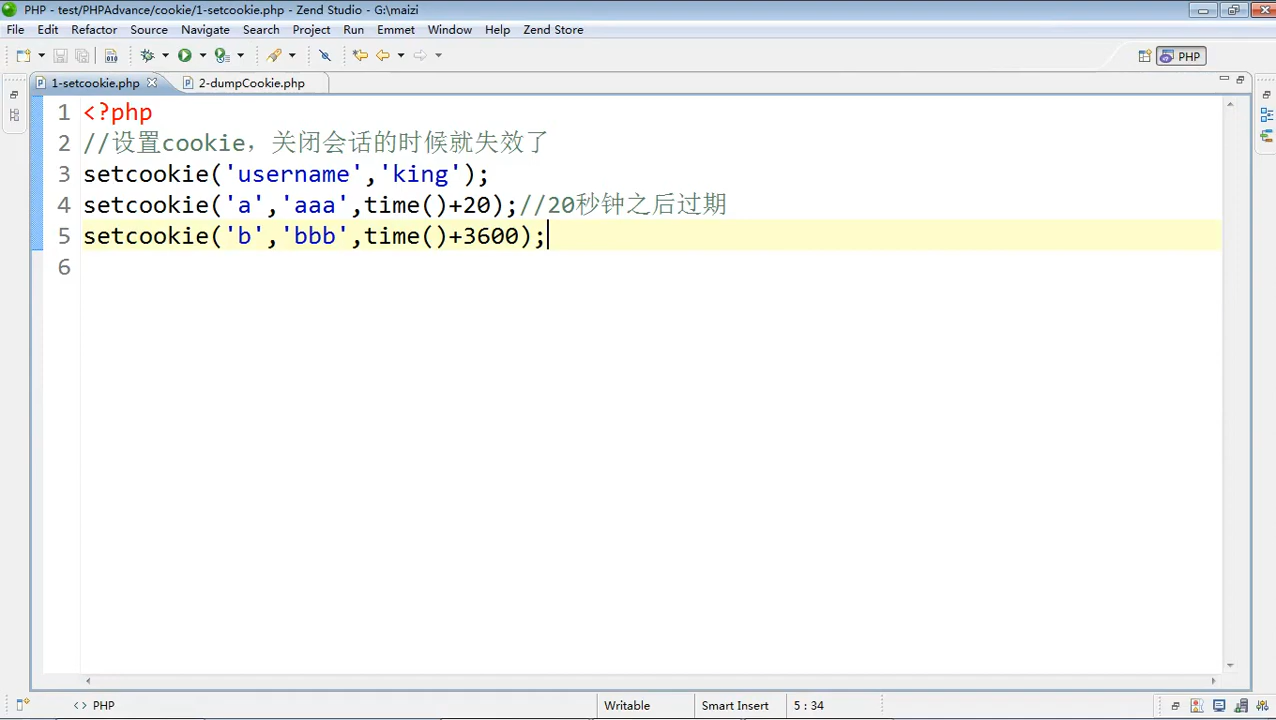 PHP - test/PHPAdvance/cookie/1-setcookie.php - Zend Studio - G:\maizi
File Edit Refactor Source Navigate Search Project Run Emmet Window Help Zend Store
PHP
1-setcookie.php 2-dumpCookie.php
1 <?php
2 //设置cookie，关闭会话的时候就失效了
3 setcookie('username','king');
4 setcookie('a','aaa',time()+20);//20秒钟之后过期
5 setcookie('b','bbb',time()+3600);
6
<> PHP Writable Smart Insert 5 : 34